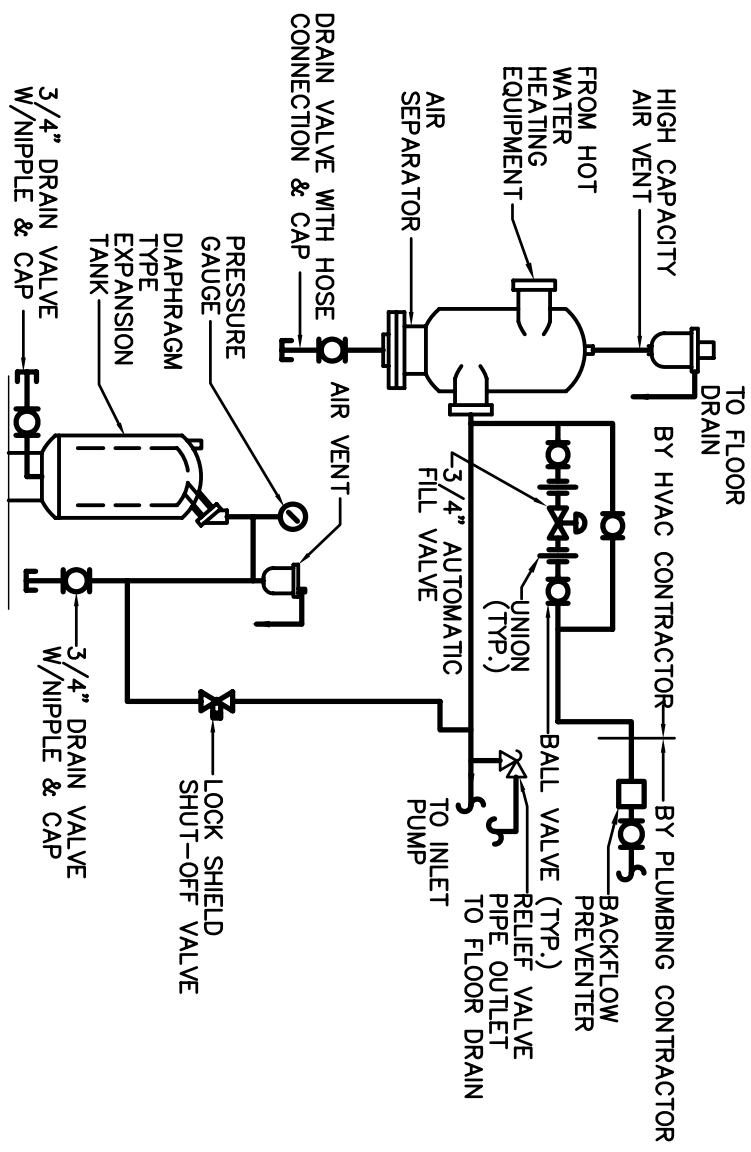 HIGH CAPACITY
AIR VENT
FROM HOT
WATER
HEATING
EQUIPMENT
AIR
SEPARATOR
DRAIN VALVE WITH HOSE
CONNECTION & CAP
PRESSURE
GAUGE
DIAPHRAGM
TYPE
EXPANSION
TANK
3/4" DRAIN VALVE
W/NIPPLE & CAP
TO FLOOR
DRAIN
BY HVAC CONTRACTOR
BY PLUMBING CONTRACTOR
BACKFLOW
PREVENTER
BALL VALVE (TYP.)
UNION
(TYP.)
3/4" AUTOMATIC
FILL VALVE
RELIEF VALVE
PIPE OUTLET
TO FLOOR DRAIN
TO INLET
PUMP
AIR VENT
LOCK SHIELD
SHUT-OFF VALVE
3/4" DRAIN VALVE
W/NIPPLE & CAP